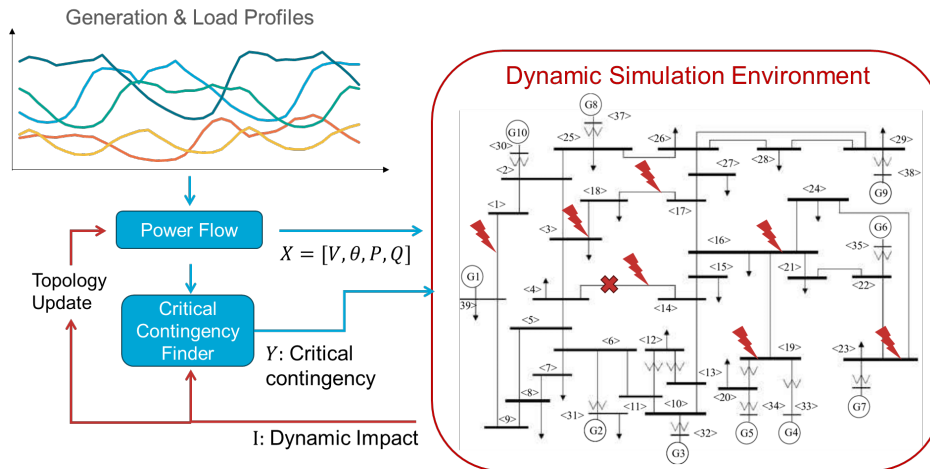 Generation & Load Profiles
Dynamic Simulation Environment
Power Flow
X = [V, θ, P, Q]
Topology
Update
Critical
Contingency
Finder
Y: Critical
contingency
I: Dynamic Impact
G8
<37>
G10
<30>
<25>
<26>
<29>
<2>
<27>
<28>
<38>
<18>
<24>
G9
<1>
<17>
G6
<3>
<16>
<35>
G1
<15>
<21>
<22>
39>
<4>
<14>
<5>
<6>
<12>
<19>
<23>
<7>
<13>
<20>
<8>
<11>
<10>
<34>
<33>
G7
<9>
<31>
G2
<32>
G5
G4
G3